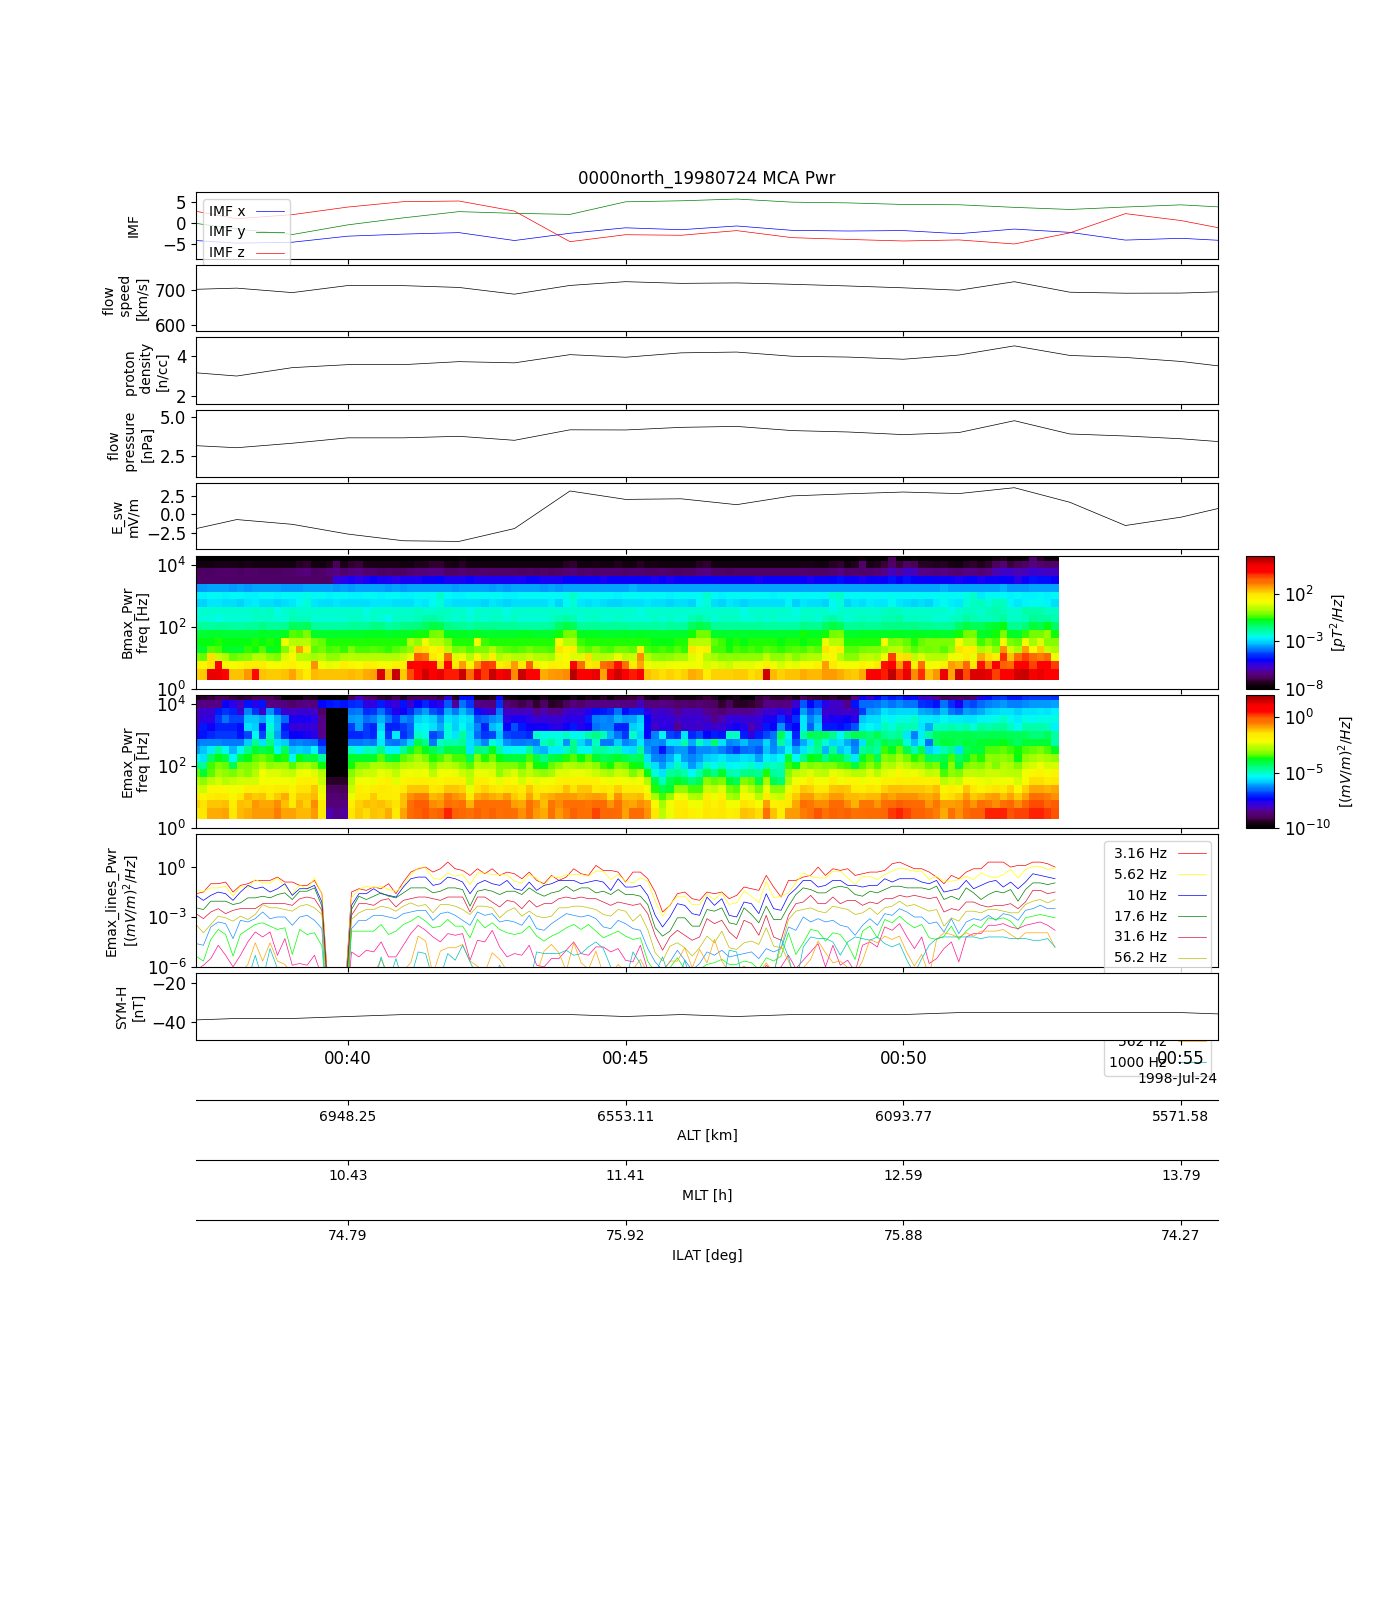 0000north_19980724 MCA Pwr
IMF
5
0
−5
IMF x
IMF y
IMF z
flow
speed
[km/s]
700
600
proton
density
[n/cc]
4
2
flow
pressure
[nPa]
5.0
2.5
E_sw
mV/m
2.5
0.0
−2.5
Bmax_Pwr
freq [Hz]
10^4
10^2
10^0
10^2
10^−3
10^−8
[pT^2/Hz]
Emax_Pwr
freq [Hz]
10^4
10^2
10^0
10^0
10^−5
10^−10
[(mV/m)^2/Hz]
Emax_lines_Pwr
[(mV/m)^2/Hz]
10^0
10^−3
10^−6
3.16 Hz
5.62 Hz
10 Hz
17.6 Hz
31.6 Hz
56.2 Hz
562 Hz
1000 Hz
SYM-H
[nT]
−20
−40
00:40 00:45 00:50 00:55
1998-Jul-24
6948.25 6553.11 6093.77 5571.58
ALT [km]
10.43 11.41 12.59 13.79
MLT [h]
74.79 75.92 75.88 74.27
ILAT [deg]